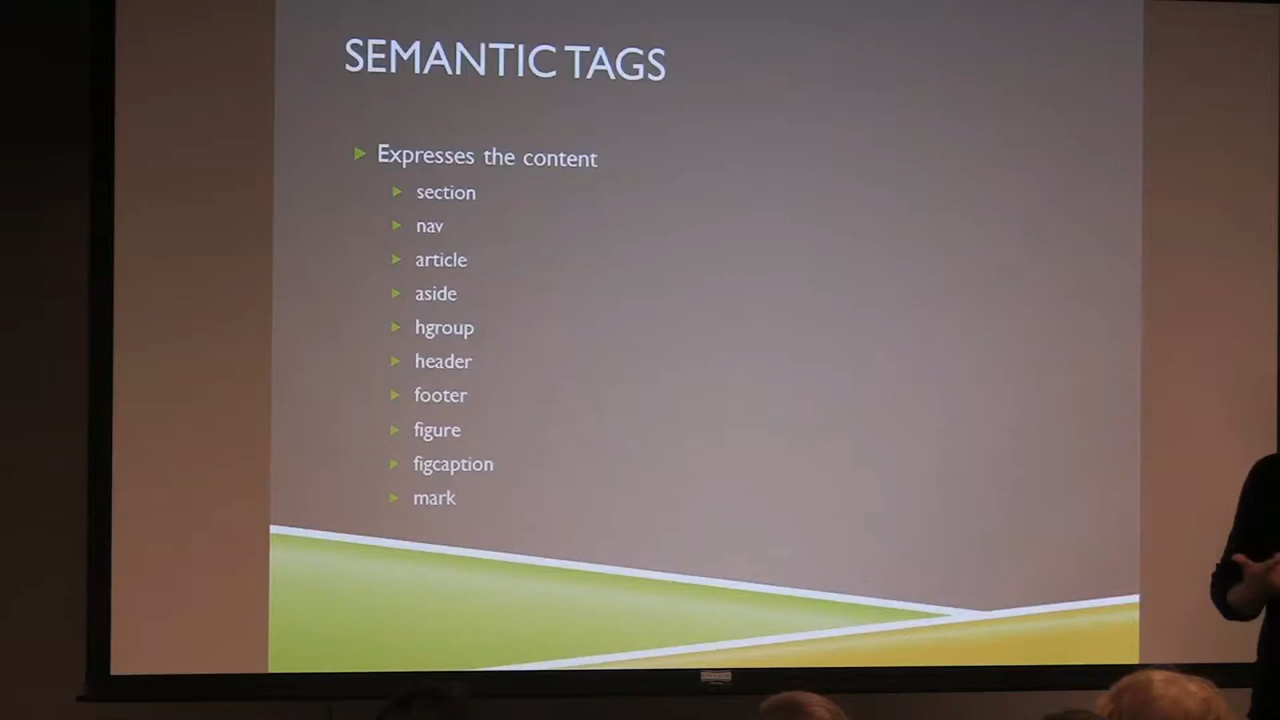 SEMANTIC TAGS
Expresses the content
section
nav
article
aside
hgroup
header
footer
figure
figcaption
mark